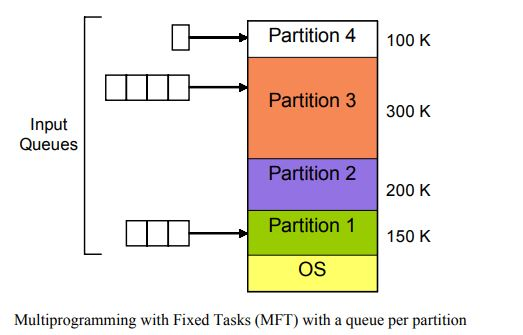 Partition 4
100 K
Partition 3
300 K
Input
Queues
Partition 2
200 K
Partition 1
150 K
OS
Multiprogramming with Fixed Tasks (MFT) with a queue per partition